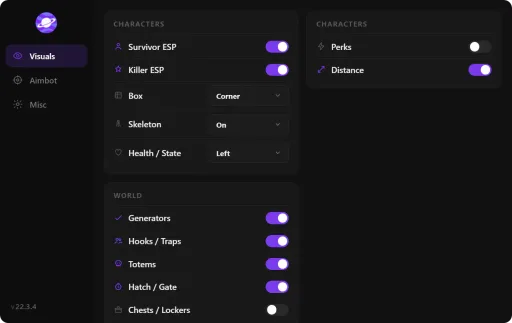 Visuals
Aimbot
Misc
v22.3.4
CHARACTERS
Survivor ESP
Killer ESP
Box Corner
Skeleton On
Health / State Left
WORLD
Generators
Hooks / Traps
Totems
Hatch / Gate
Chests / Lockers
CHARACTERS
Perks
Distance